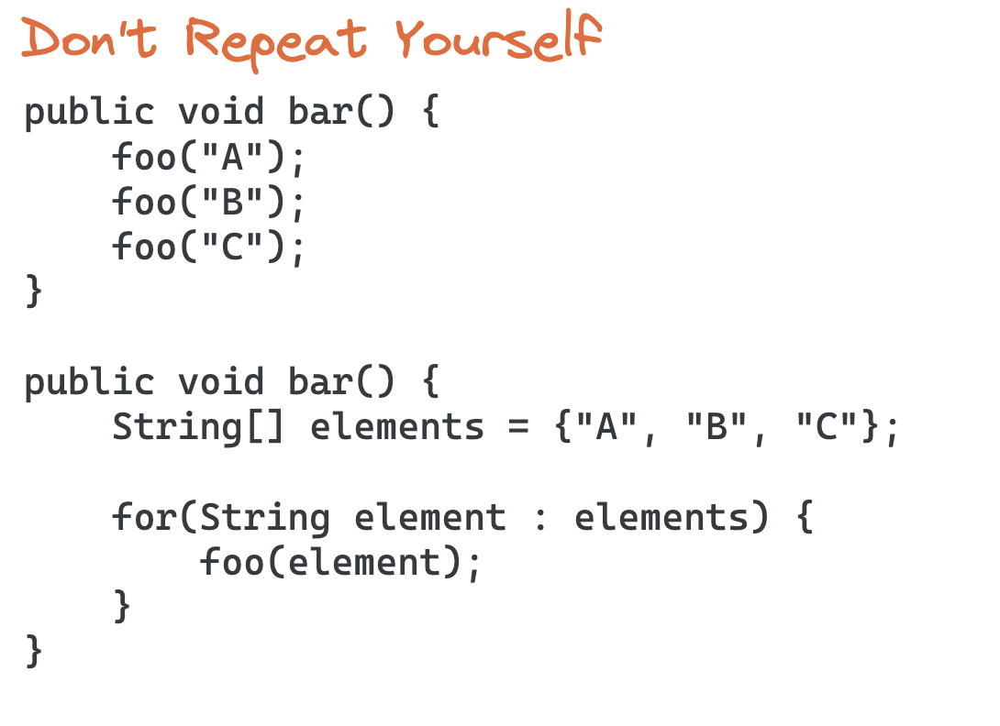 Don't Repeat Yourself
public void bar() {
    foo("A");
    foo("B");
    foo("C");
}

public void bar() {
    String[] elements = {"A", "B", "C"};

    for(String element : elements) {
        foo(element);
    }
}